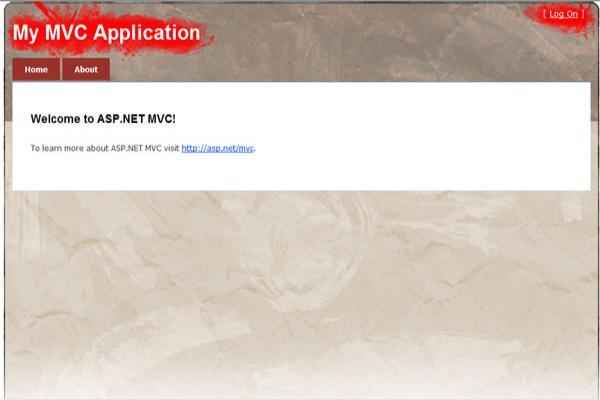 [ Log On ]
My MVC Application
Home About
Welcome to ASP.NET MVC!
To learn more about ASP.NET MVC visit http://asp.net/mvc.